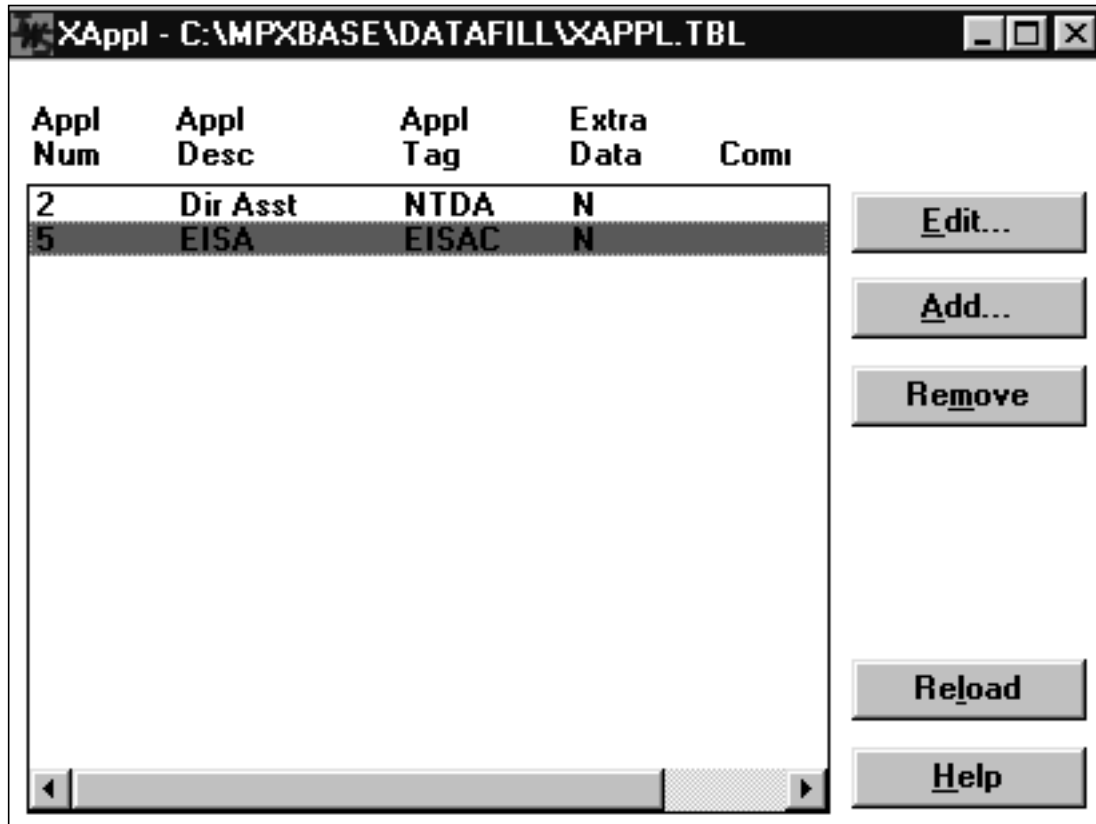 XAppl - C:\MPXBASE\DATAFILL\XAPPL.TBL
Appl Appl Appl Extra
Num Desc Tag Data
2 Dir Asst NTDA N
5 EISA EISAC N
Edit...
Add...
Remove
Reload
Help